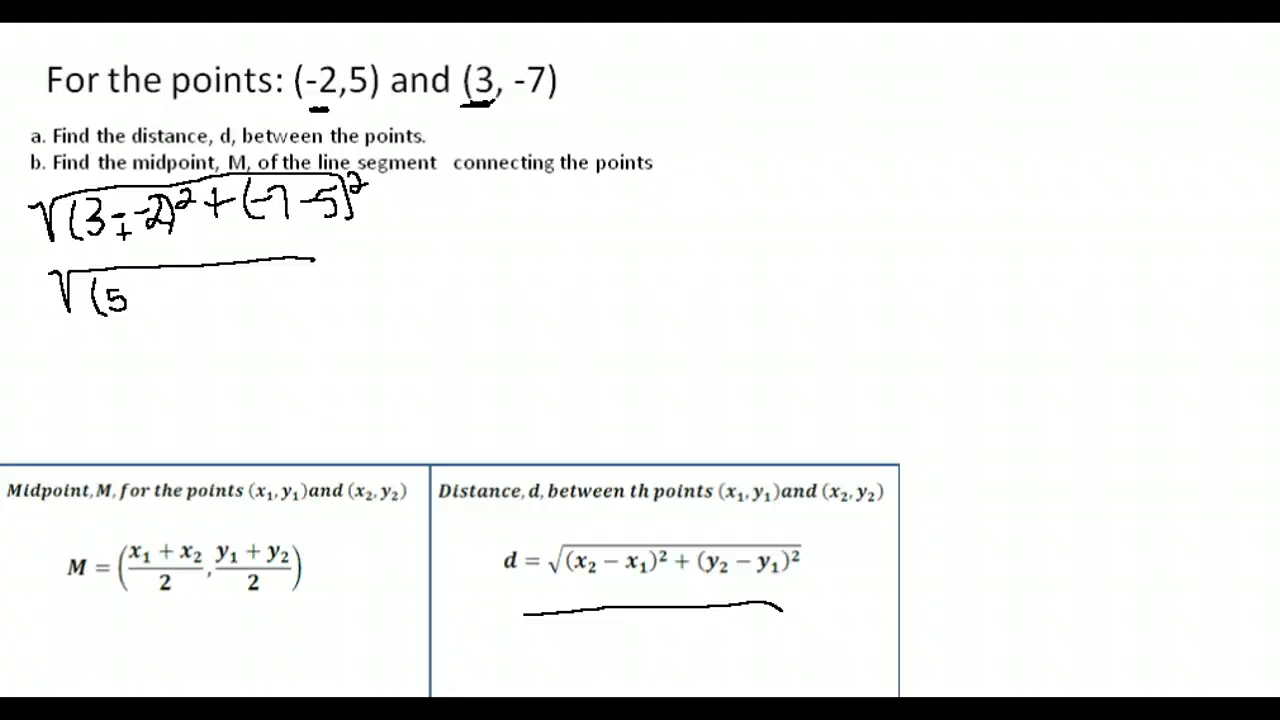 For the points: (-2,5) and (3, -7)
a. Find the distance, d, between the points.
b. Find the midpoint, M, of the line segment connecting the points
√(3 - -2)² + (-7 -5)²
√(5
Midpoint, M, for the points (x₁, y₁)and (x₂, y₂)
M = (x₁ + x₂/2, y₁ + y₂/2)
Distance, d, between th points (x₁, y₁)and (x₂, y₂)
d = √(x₂ − x₁)² + (y₂ − y₁)²